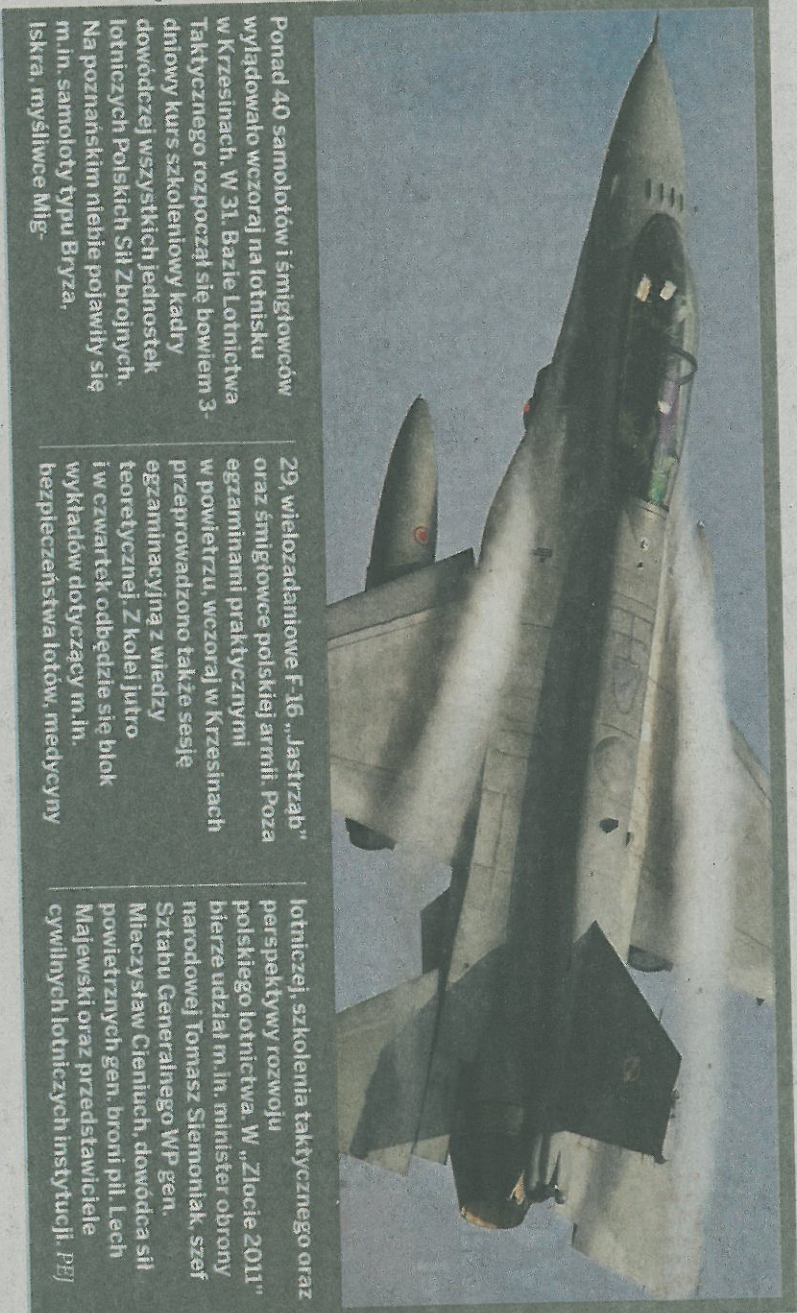 Ponad 40 samolotów i śmigłowców
wylądowało wczoraj na lotnisku
w Krzesinach. W 31. Bazie Lotnictwa
Taktycznego rozpoczął się bowiem 3-
dniowy kurs szkoleniowy kadry
dowódczej wszystkich jednostek
lotniczych Polskich Sił Zbrojnych.
Na poznańskim niebie pojawiły się
m.in. samoloty typu Bryza,
Iskra, myśliwce Mig-
29, wielozadaniowe F-16 „Jastrząb”
oraz śmigłowce polskiej armii. Poza
egzaminami praktycznymi
w powietrzu, wczoraj w Krzesinach
przeprowadzono także sesję
egzaminacyjną z wiedzy
teoretycznej. Z kolei jutro
i w czwartek odbędzie się blok
wykładów dotyczący m.in.
bezpieczeństwa lotów, medycyny
lotniczej, szkolenia taktycznego oraz
perspektywy rozwoju
polskiego lotnictwa. W „Zlocie 2011”
bierze udział m.in. minister obrony
narodowej Tomasz Siemoniak, szef
Sztabu Generalnego WP gen.
Mieczysław Cieniuch, dowódca sił
powietrznych gen. broni pil. Lech
Majewski oraz przedstawiciele
cywilnych lotniczych instytucji. PEJ